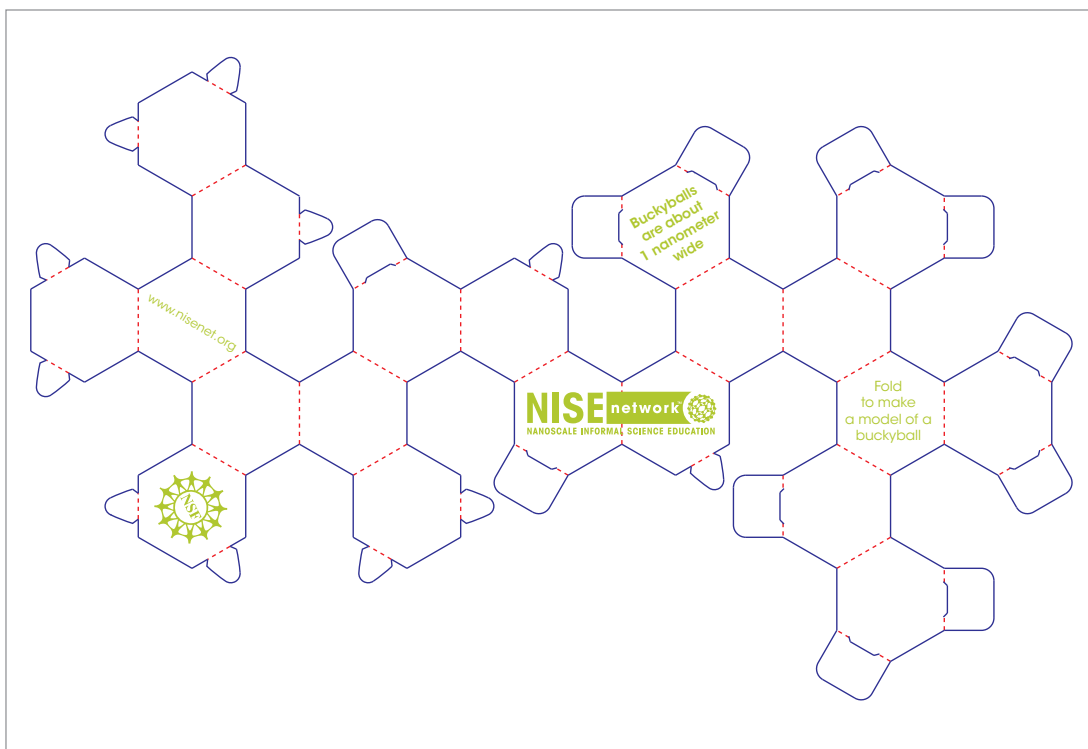 Buckyballs
are about
1 nanometer
wide
www.nisenet.org
Fold
to make
a model of a
buckyball
NISE network™
NANOSCALE INFORMAL SCIENCE EDUCATION
NSF